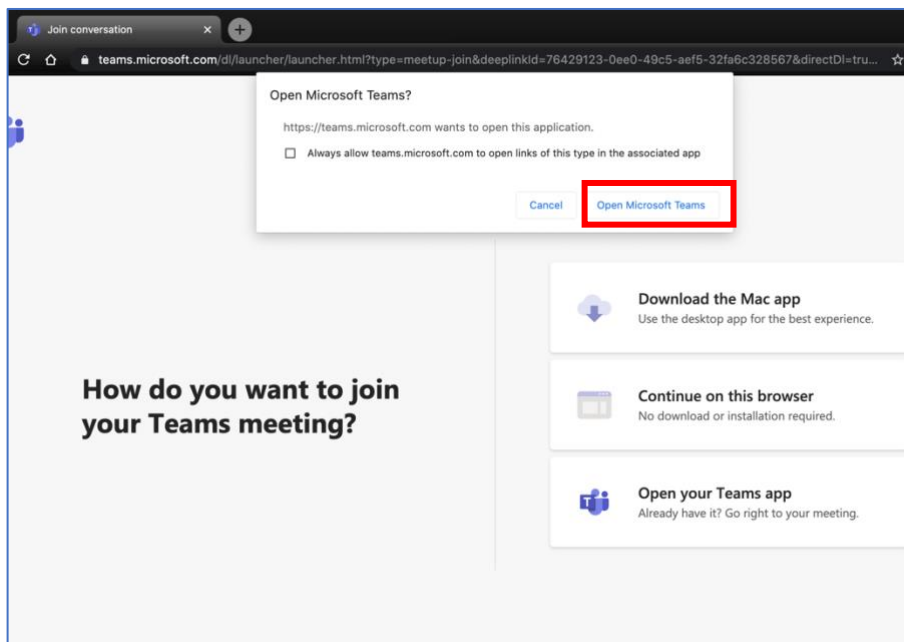 Join conversation
teams.microsoft.com/dl/launcher/launcher.html?type=meetup-join&deeplinkId=76429123-0ee0-49c5-aef5-32fa6c328567&directDl=tru...
Open Microsoft Teams?
https://teams.microsoft.com wants to open this application.
Always allow teams.microsoft.com to open links of this type in the associated app
Cancel
Open Microsoft Teams
How do you want to join
your Teams meeting?
Download the Mac app
Use the desktop app for the best experience.
Continue on this browser
No download or installation required.
Open your Teams app
Already have it? Go right to your meeting.